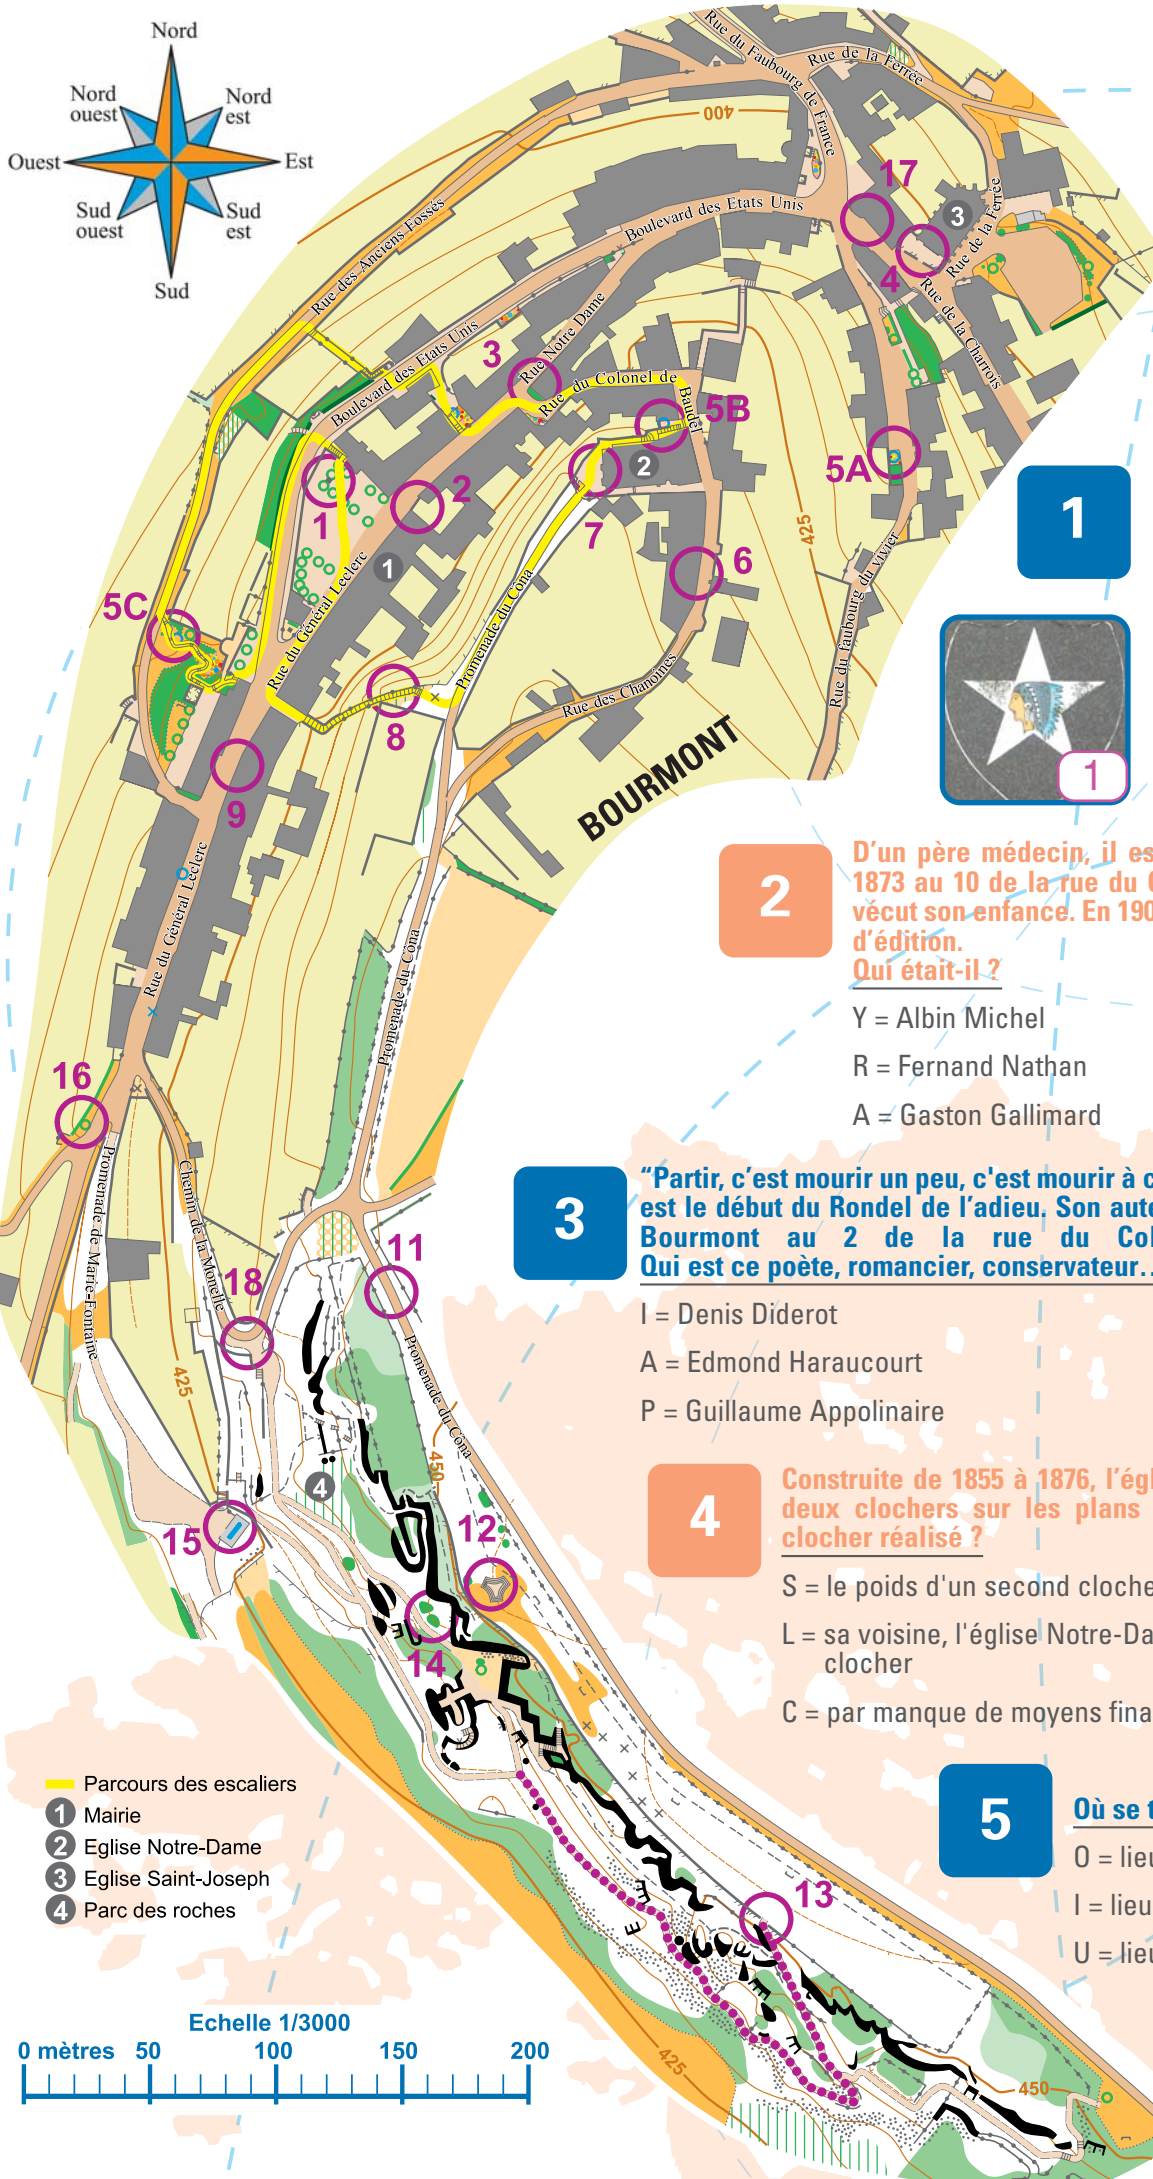 Nord
Nord
ouest
Nord
est
Ouest
Est
Sud
ouest
Sud
est
Sud
Rue du Faubourg de France
Rue de la Ferrée
400
Rue des Anciens Fossés
Boulevard des Etats Unis
17
3
Rue de la Ferrée
4
Rue de la Charrois
Boulevard des Etats Unis
3
Rue Notre Dame
Rue du Colonel de
Baudel
5B
2
5A
1
2
7
425
6
1
5C
Rue du Général Leclerc
Promenade du Côna
Rue des Chanoines
Rue du faubourg du vivier
8
BOURMONT
9
Rue du Général Leclerc
Promenade du Côna
16
Promenade de Marie-Fontaine
Chemin de la Monelle
18
11
425
Promenade du Côna
450
4
12
15
14
13
425
450
1
1
2
D'un père médecin, il es
1873 au 10 de la rue du
vécut son enfance. En 190
d'édition.
Qui était-il ?
Y = Albin Michel
R = Fernand Nathan
A = Gaston Gallimard
3
“Partir, c'est mourir un peu, c'est mourir à c
est le début du Rondel de l'adieu. Son aute
Bourmont au 2 de la rue du Col
Qui est ce poète, romancier, conservateur..
I = Denis Diderot
A = Edmond Haraucourt
P = Guillaume Appolinaire
4
Construite de 1855 à 1876, l'égl
deux clochers sur les plans
clocher réalisé ?
S = le poids d'un second cloche
L = sa voisine, l'église Notre-Da
clocher
C = par manque de moyens fina
5
Où se t
O = lieu
I = lieu
U = lieu
Parcours des escaliers
1 Mairie
2 Eglise Notre-Dame
3 Eglise Saint-Joseph
4 Parc des roches
Echelle 1/3000
0 mètres 50 100 150 200